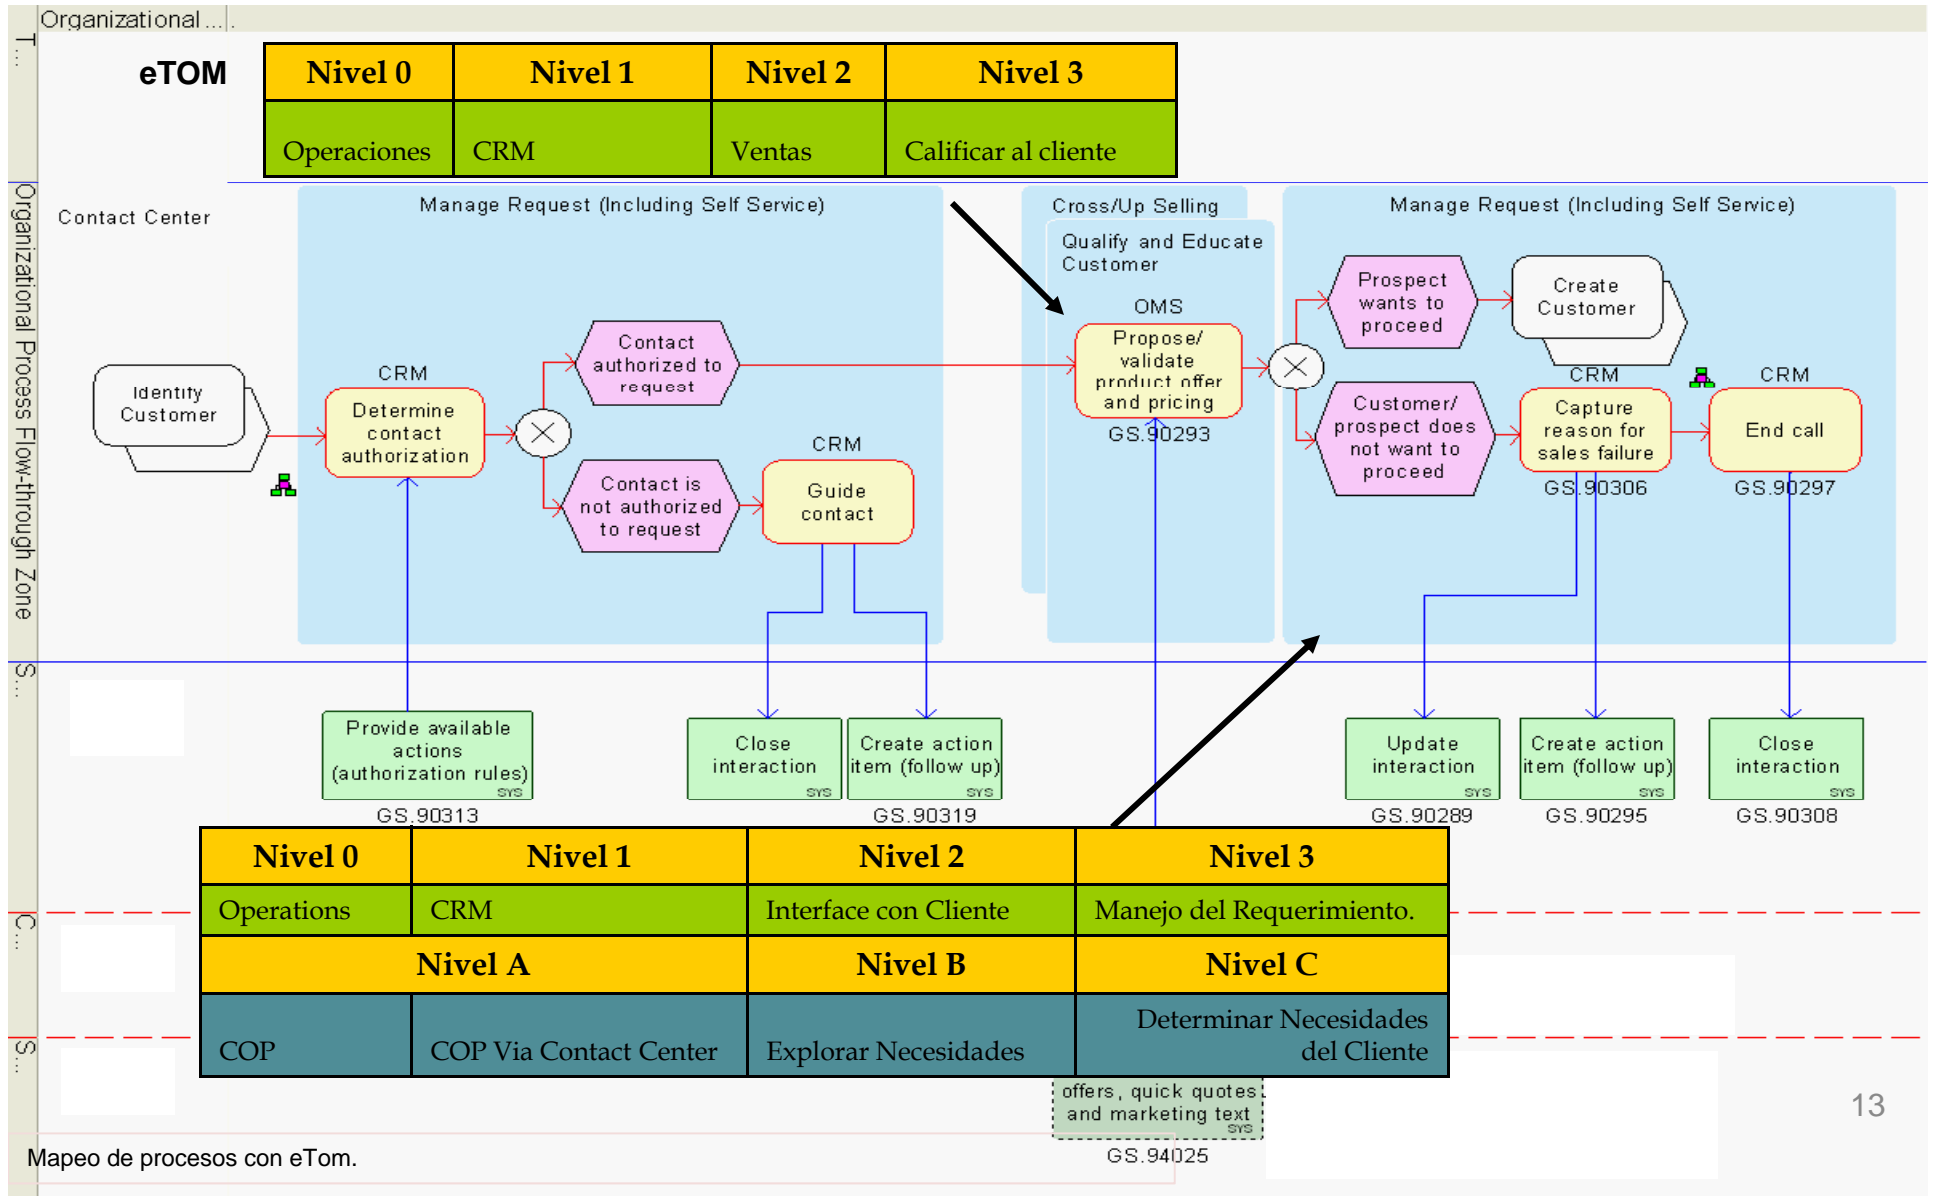 Organizational ... .
T...
eTOM
Nivel 0 Nivel 1 Nivel 2 Nivel 3
Operaciones CRM Ventas Calificar al cliente
Organizational Process Flow-through Zone
Contact Center
Manage Request (Including Self Service)
Cross/Up Selling
Qualify and Educate
Customer
Manage Request (Including Self Service)
Identify
Customer
CRM
Determine
contact
authorization
Contact
authorized to
request
Contact is
not authorized
to request
CRM
Guide
contact
OMS
Propose/
validate
product offer
and pricing
GS.90293
Prospect
wants to
proceed
Create
Customer
Customer/
prospect does
not want to
proceed
CRM
Capture
reason for
sales failure
GS.90306
CRM
End call
GS.90297
S...
Provide available
actions
(authorization rules)
SYS
GS.90313
Close
interaction
SYS
Create action
item (follow up)
SYS
GS.90319
Update
interaction
SYS
GS.90289
Create action
item (follow up)
SYS
GS.90295
Close
interaction
SYS
GS.90308
Nivel 0 Nivel 1 Nivel 2 Nivel 3
Operations CRM Interface con Cliente Manejo del Requerimiento.
C...
Nivel A Nivel B Nivel C
COP COP Via Contact Center Explorar Necesidades Determinar Necesidades
del Cliente
S...
offers, quick quotes
and marketing text
SYS
GS.94025
13
Mapeo de procesos con eTom.